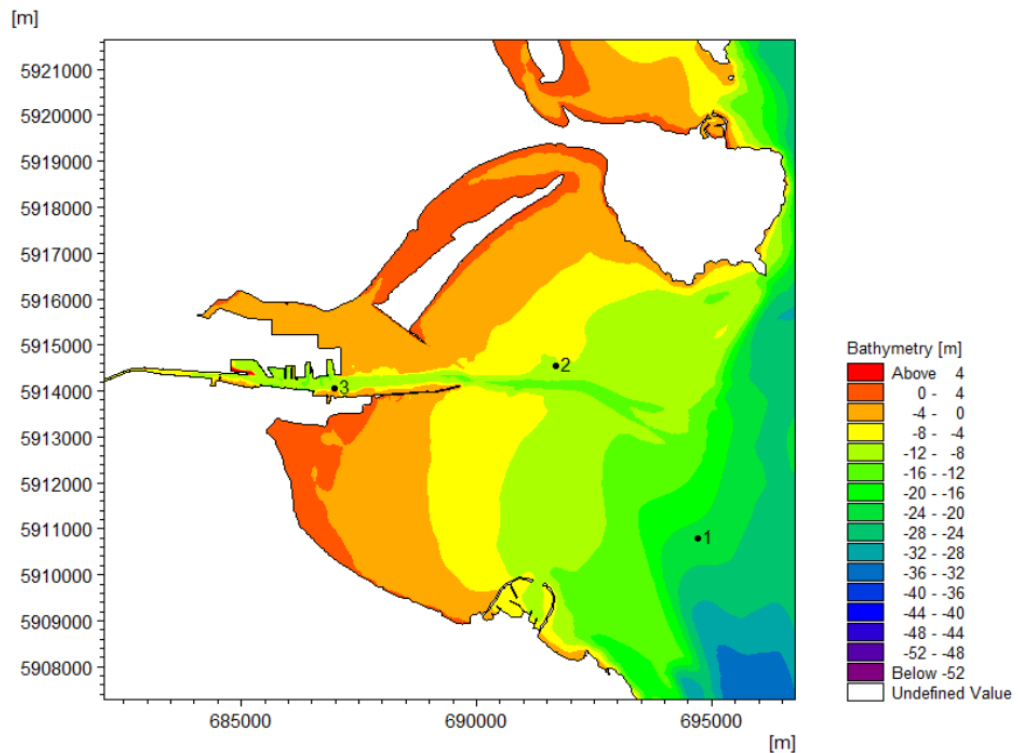 [m]
5921000
5920000
5919000
5918000
5917000
5916000
5915000
5914000
5913000
5912000
5911000
5910000
5909000
5908000
2
3
1
685000 690000 695000
[m]
Bathymetry [m]
Above 4
0 - 4
-4 - 0
-8 - -4
-12 - -8
-16 - -12
-20 - -16
-24 - -20
-28 - -24
-32 - -28
-36 - -32
-40 - -36
-44 - -40
-48 - -44
-52 - -48
Below -52
Undefined Value